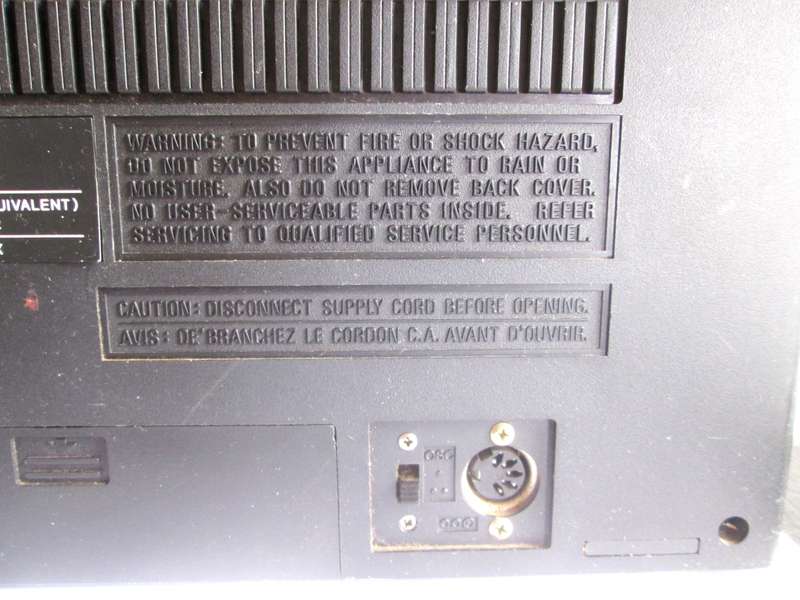 UIVALENT)
WARNING: TO PREVENT FIRE OR SHOCK HAZARD,
DO NOT EXPOSE THIS APPLIANCE TO RAIN OR
MOISTURE. ALSO DO NOT REMOVE BACK COVER.
NO USER-SERVICEABLE PARTS INSIDE. REFER
SERVICING TO QUALIFIED SERVICE PERSONNEL.
CAUTION: DISCONNECT SUPPLY CORD BEFORE OPENING.
AVIS: DE'BRANCHEZ LE CORDON C.A. AVANT D'OUVRIR.
OSC